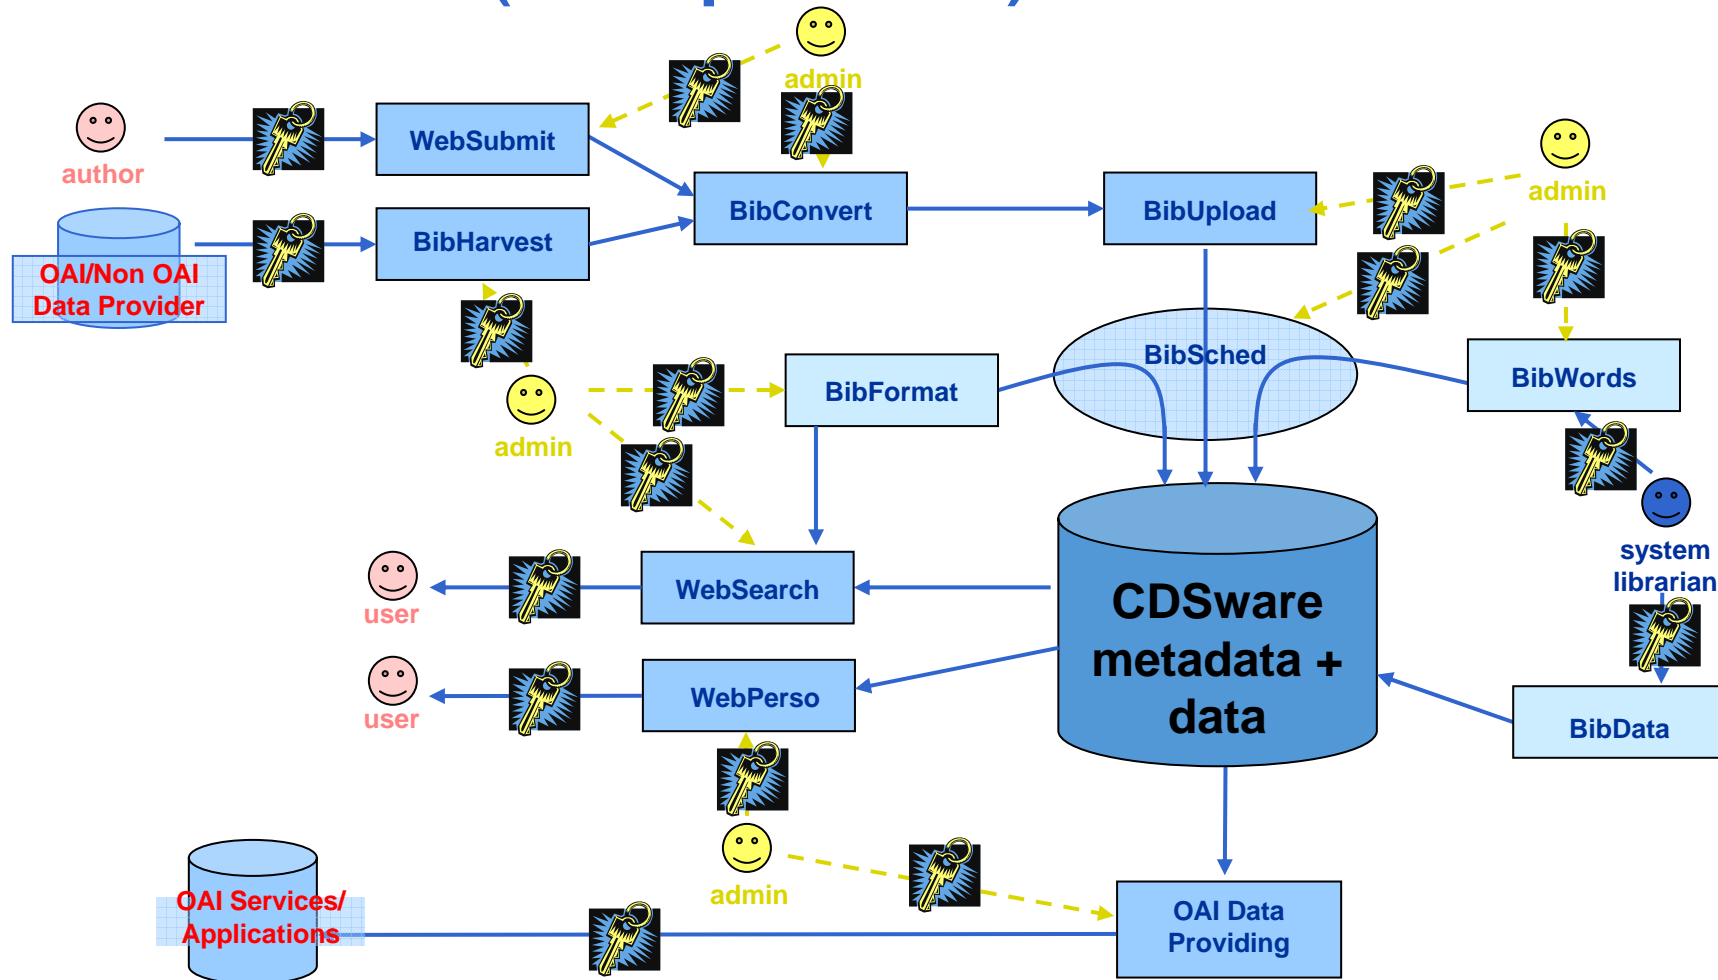 admin
WebSubmit
author
admin
BibConvert
BibUpload
BibHarvest
OAI/Non OAI
Data Provider
BibSched
BibFormat
BibWords
admin
system
librarian
WebSearch
user
CDSware
metadata +
data
WebPerso
user
BibData
admin
OAI Services/
Applications
OAI Data
Providing